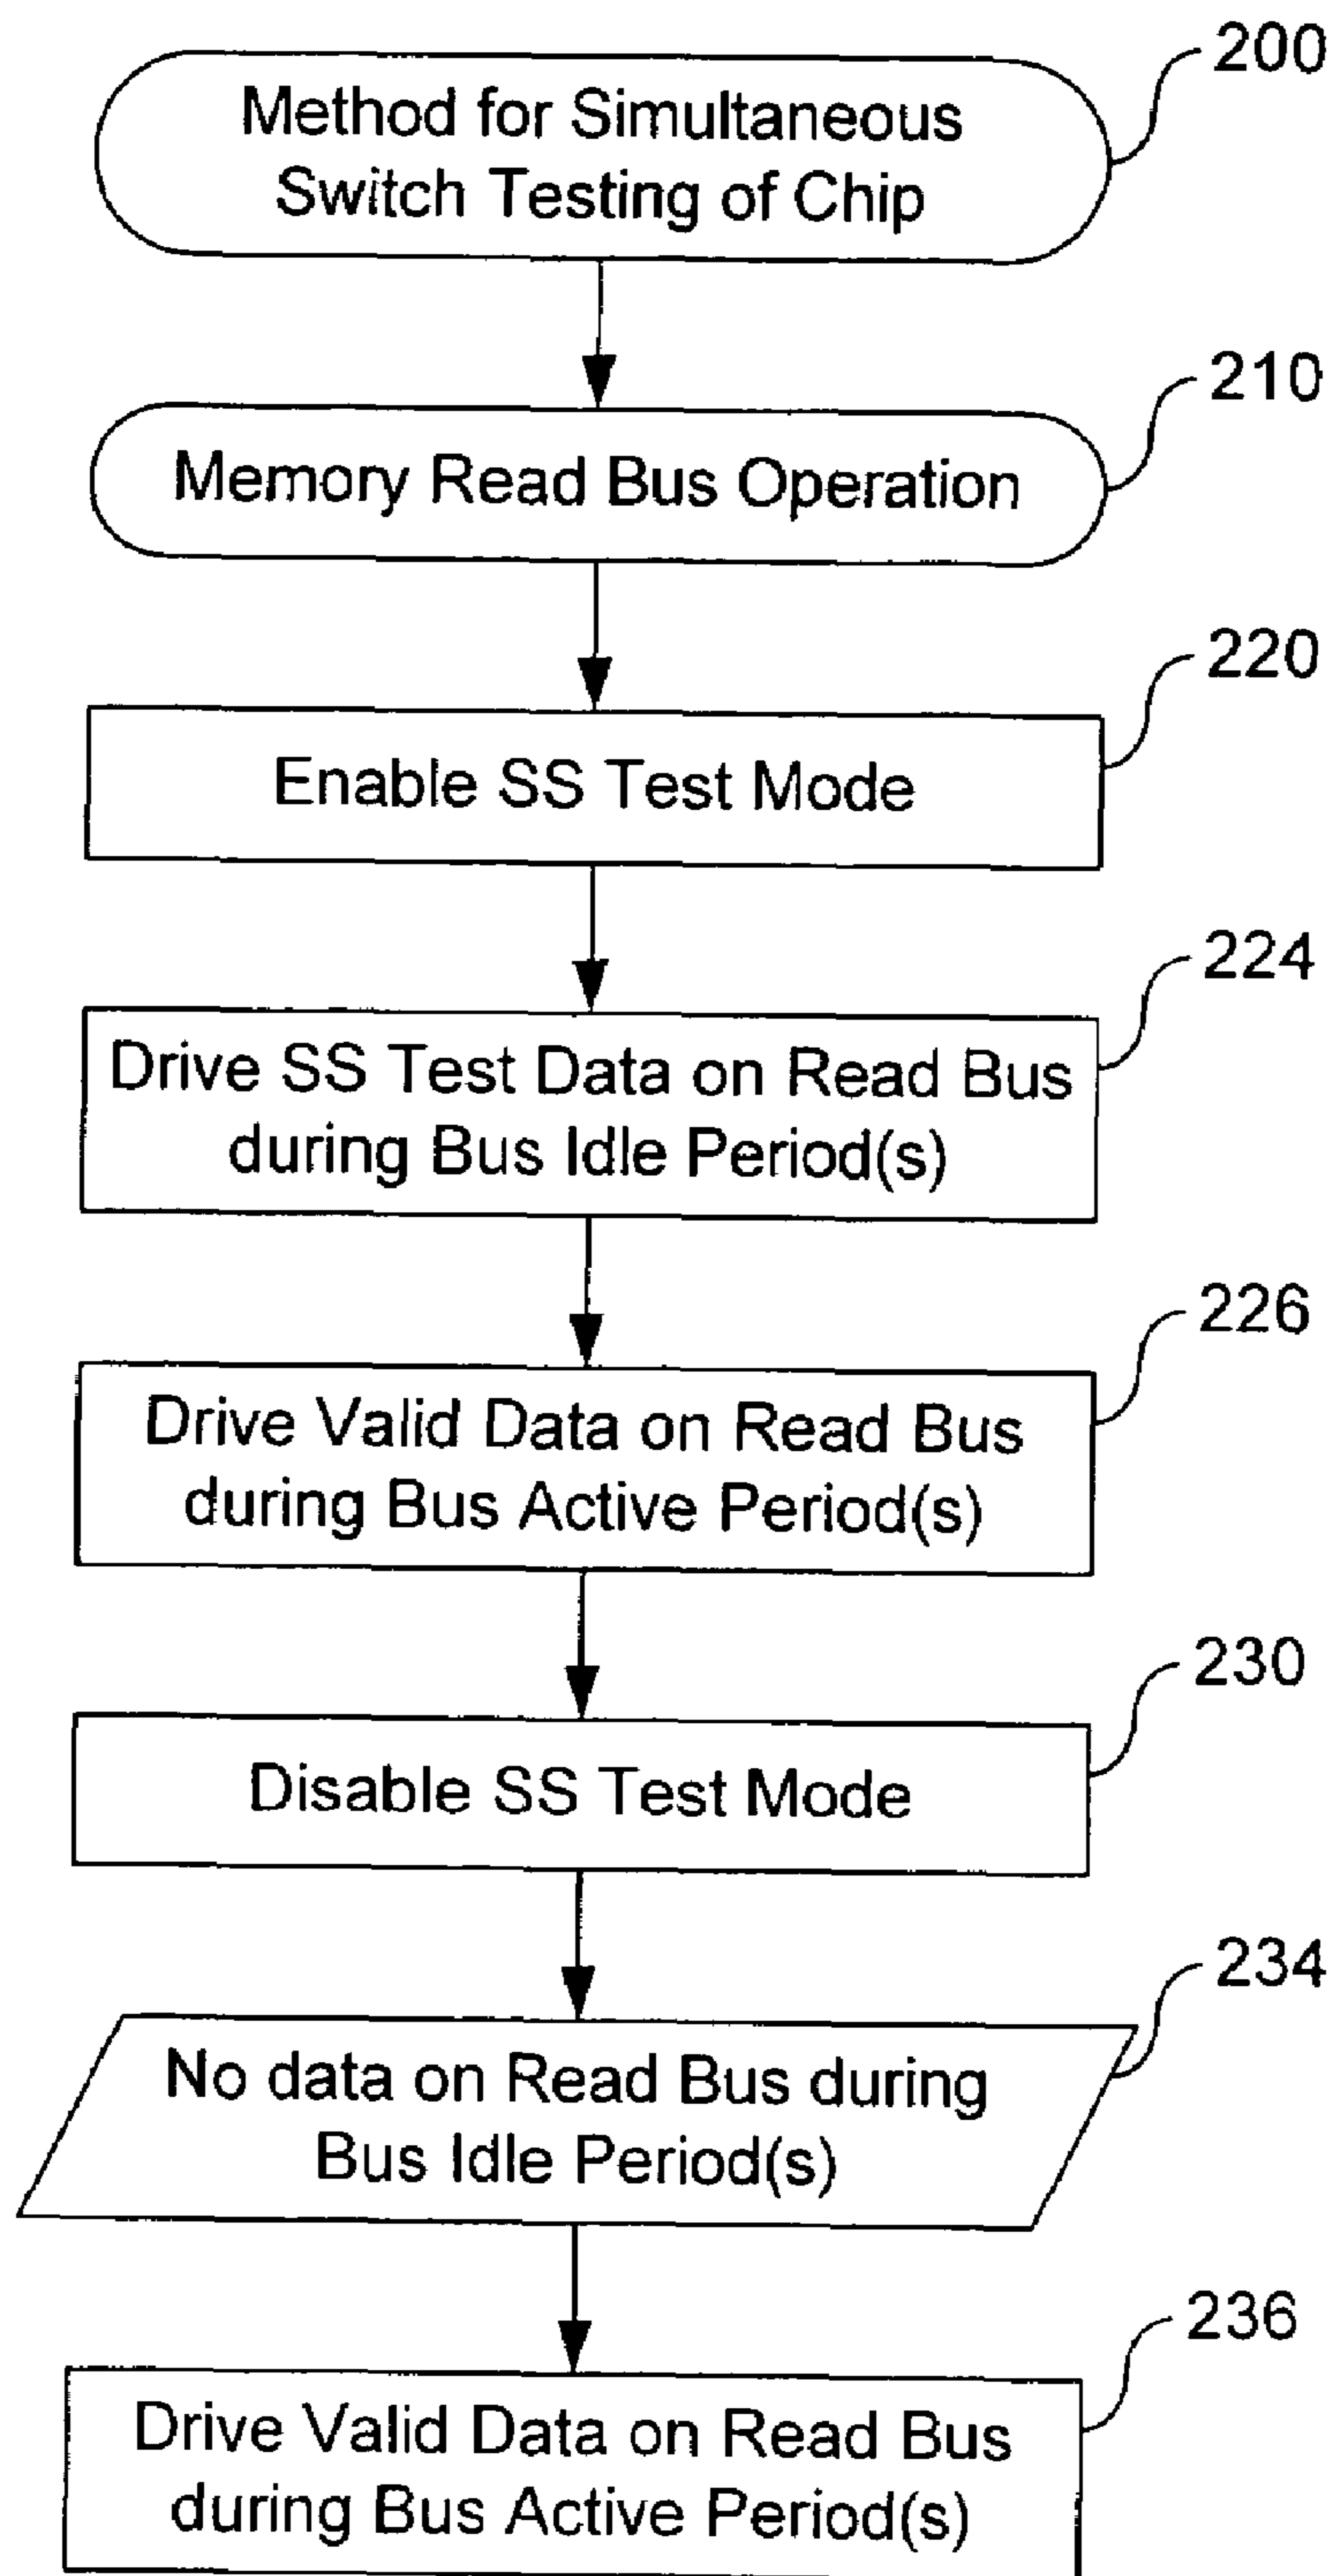 200
Method for Simultaneous
Switch Testing of Chip
210
Memory Read Bus Operation
220
Enable SS Test Mode
224
Drive SS Test Data on Read Bus
during Bus Idle Period(s)
226
Drive Valid Data on Read Bus
during Bus Active Period(s)
230
Disable SS Test Mode
234
No data on Read Bus during
Bus Idle Period(s)
236
Drive Valid Data on Read Bus
during Bus Active Period(s)